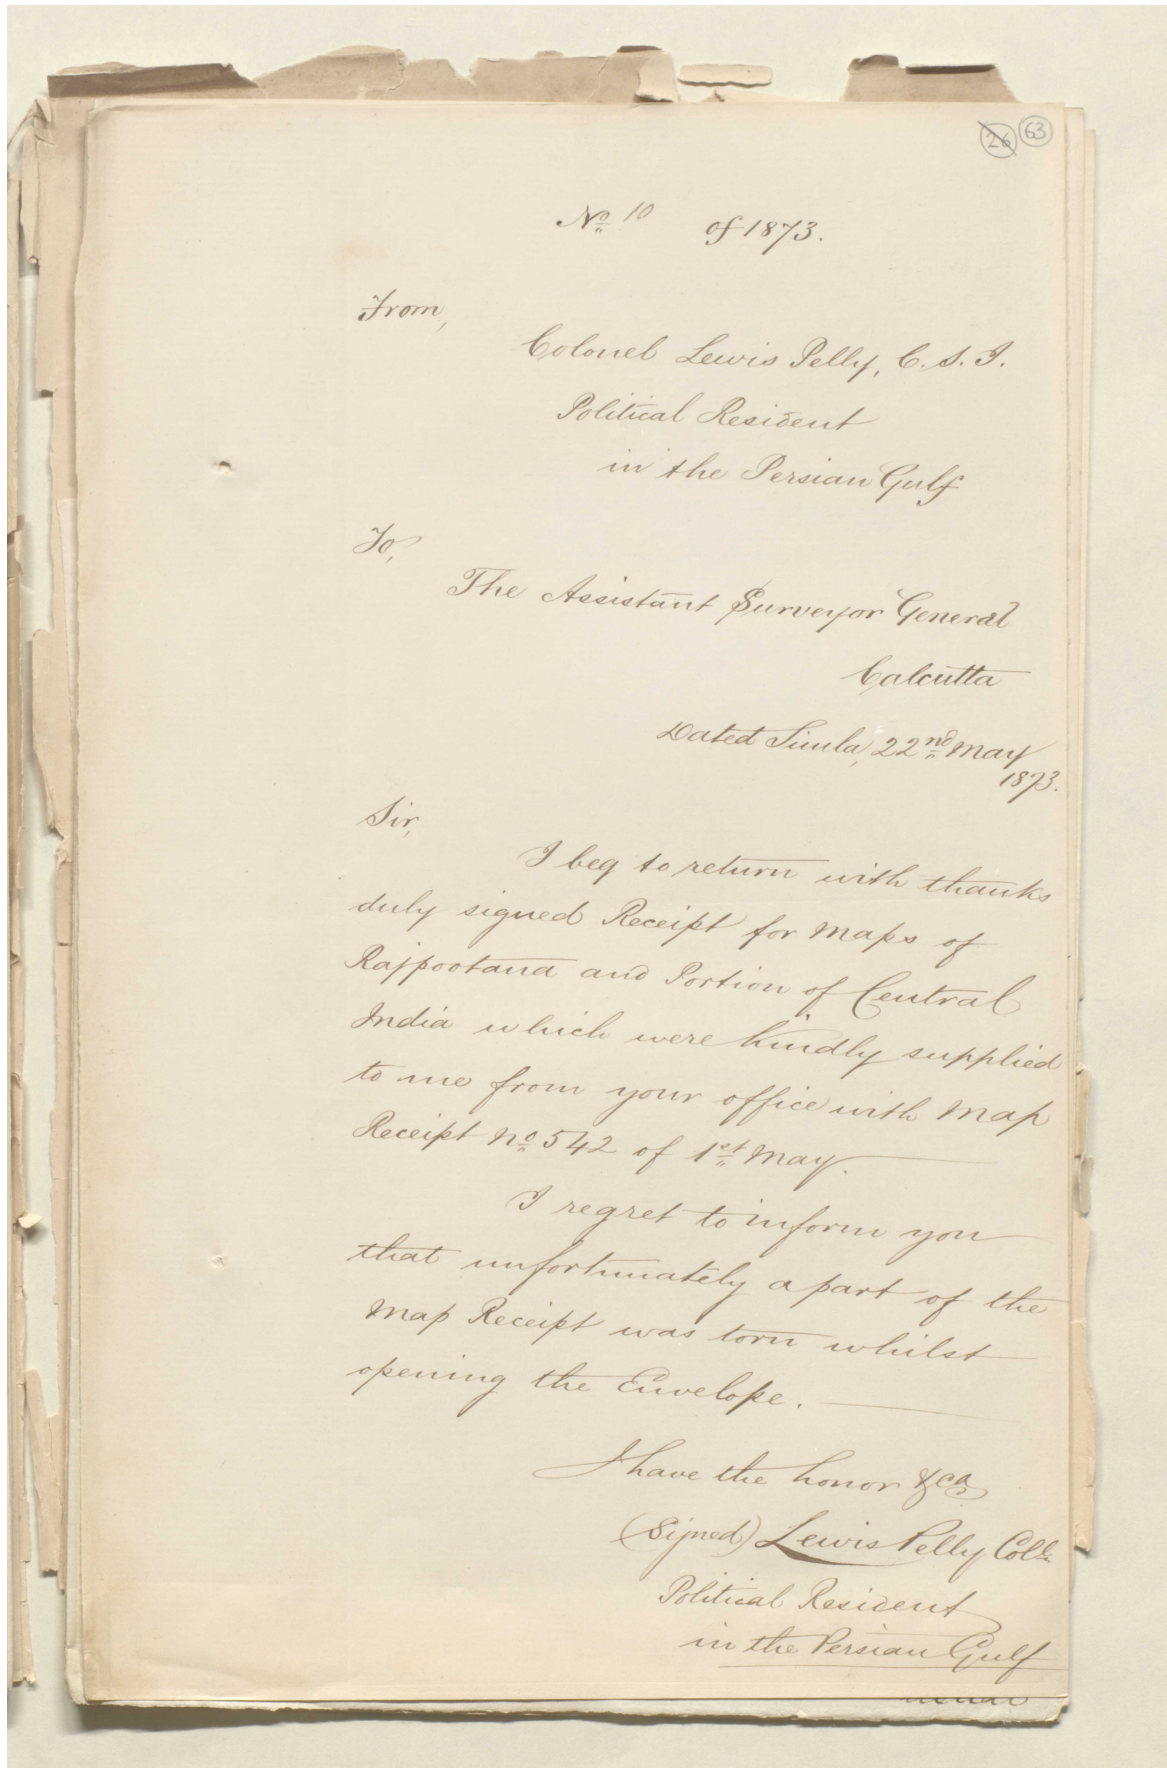 26 63
No 10 of 1873.
From,
Colonel Lewis Pelly, C. S. I.
Political Resident
in the Persian Gulf
To,
The Assistant Surveyor General
Calcutta
Dated Simla, 22nd May
1873.
Sir,
I beg to return with thanks
duly signed Receipt for Maps of
Rajpootana and Portion of Central
India which were kindly supplied
to me from your office with Map
Receipt No 542 of 1st May.
I regret to inform you
that unfortunately a part of the
Map Receipt was torn whilst
opening the Envelope.
I have the honor &ca
(Signed) Lewis Pelly Coll
Political Resident
in the Persian Gulf